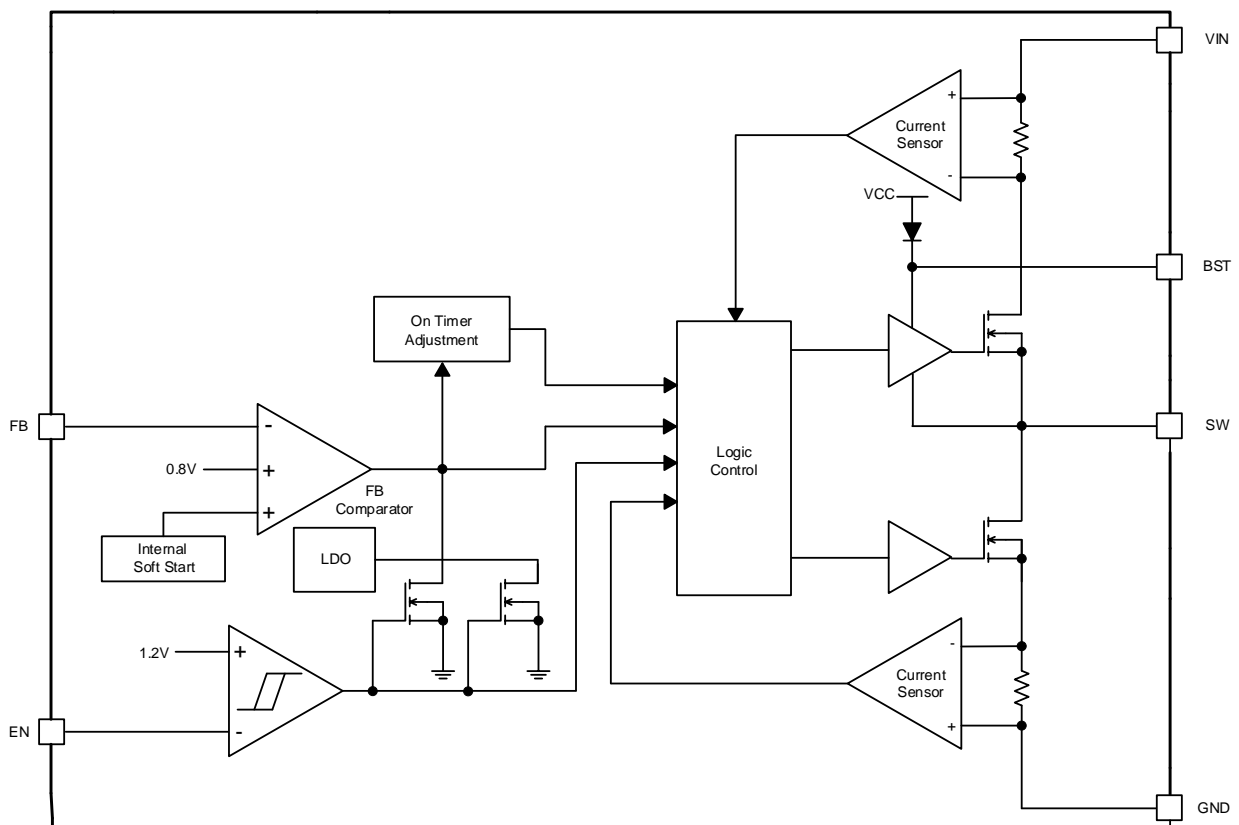 VIN
+
Current
Sensor
-
VCC
BST
On Timer
Adjustment
FB
-
0.8V
+
+
FB
Comparator
Logic
Control
SW
Internal
Soft Start
LDO
1.2V
+
-
EN
-
Current
Sensor
+
GND